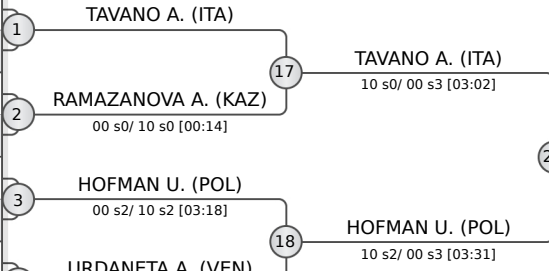 TAVANO A. (ITA)
1
17
TAVANO A. (ITA)
10 s0/ 00 s3 [03:02]
RAMAZANOVA A. (KAZ)
2
00 s0/ 10 s0 [00:14]
HOFMAN U. (POL)
3
00 s2/ 10 s2 [03:18]
18
HOFMAN U. (POL)
10 s2/ 00 s3 [03:31]
URDANETA A. (VEN)